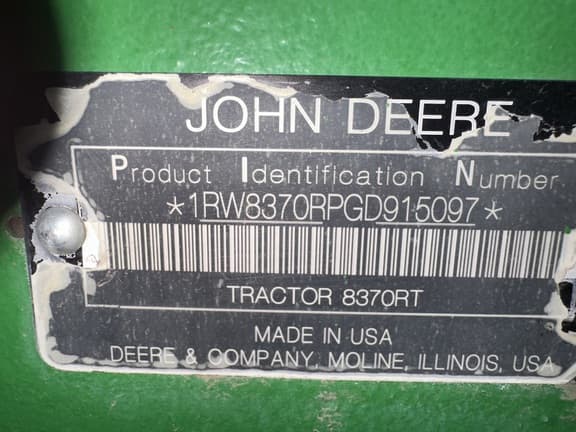 JOHN DEERE
Product Identification Number
*1RW8370RPGD915097*
TRACTOR 8370RT
MADE IN USA
DEERE & COMPANY, MOLINE, ILLINOIS, USA